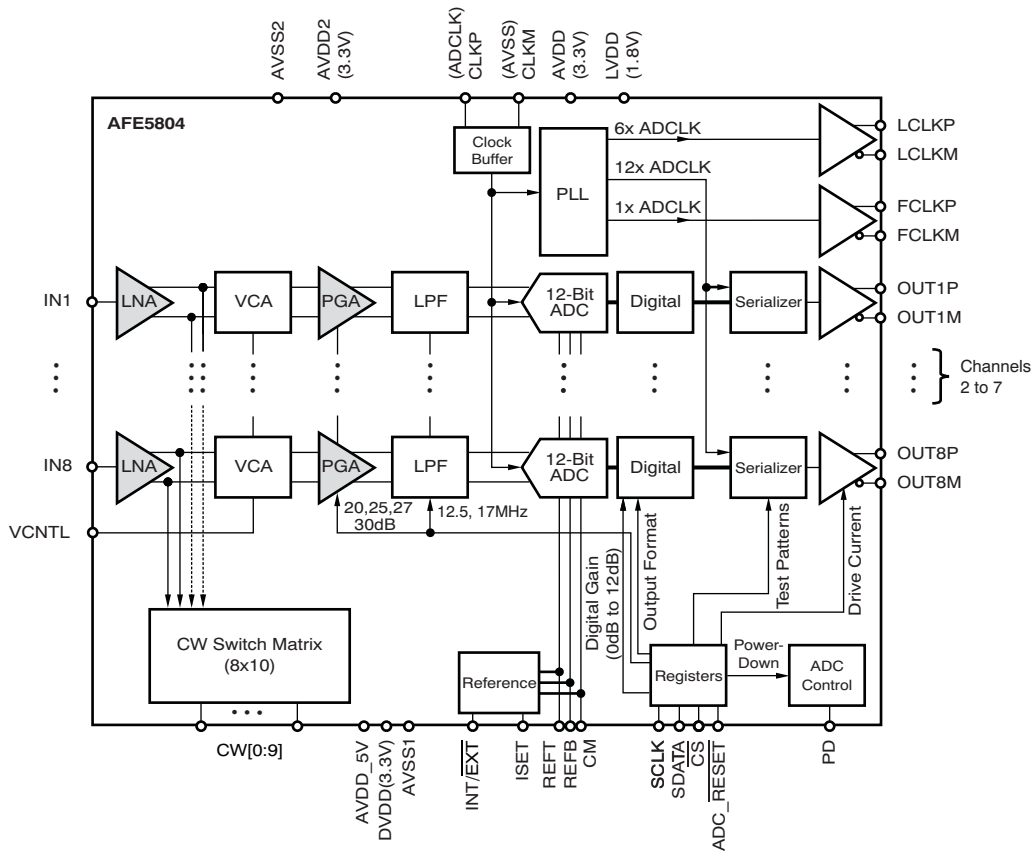 AVSS2
AVDD2
(3.3V)
(ADCLK)
CLKP
(AVSS)
CLKM
AVDD
(3.3V)
LVDD
(1.8V)
AFE5804
Clock
Buffer
PLL
6x ADCLK
12x ADCLK
1x ADCLK
LCLKP
LCLKM
FCLKP
FCLKM
IN1
LNA
VCA
PGA
LPF
12-Bit
ADC
Digital
Serializer
OUT1P
OUT1M
Channels
2 to 7
IN8
LNA
VCA
PGA
LPF
12-Bit
ADC
Digital
Serializer
OUT8P
OUT8M
VCNTL
20,25,27
30dB
12.5, 17MHz
Digital Gain
(0dB to 12dB)
Output Format
Test Patterns
Drive Current
CW Switch Matrix
(8x10)
Reference
Registers
Power-
Down
ADC
Control
CW[0:9]
AVDD_5V
DVDD(3.3V)
AVSS1
INT/EXT
ISET
REFT
REFB
CM
SCLK
SDATA
CS
ADC_RESET
PD